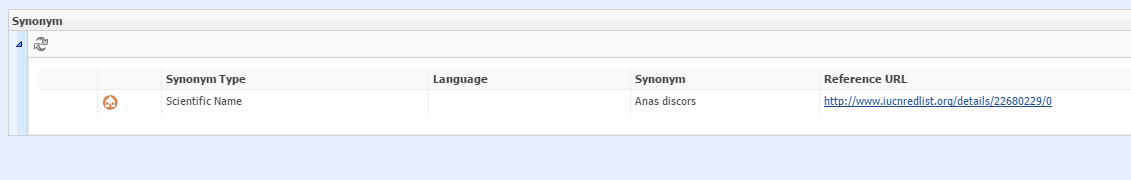 Synonym
Synonym Type Language Synonym Reference URL
Scientific Name Anas discors http://www.iucnredlist.org/details/22680229/0